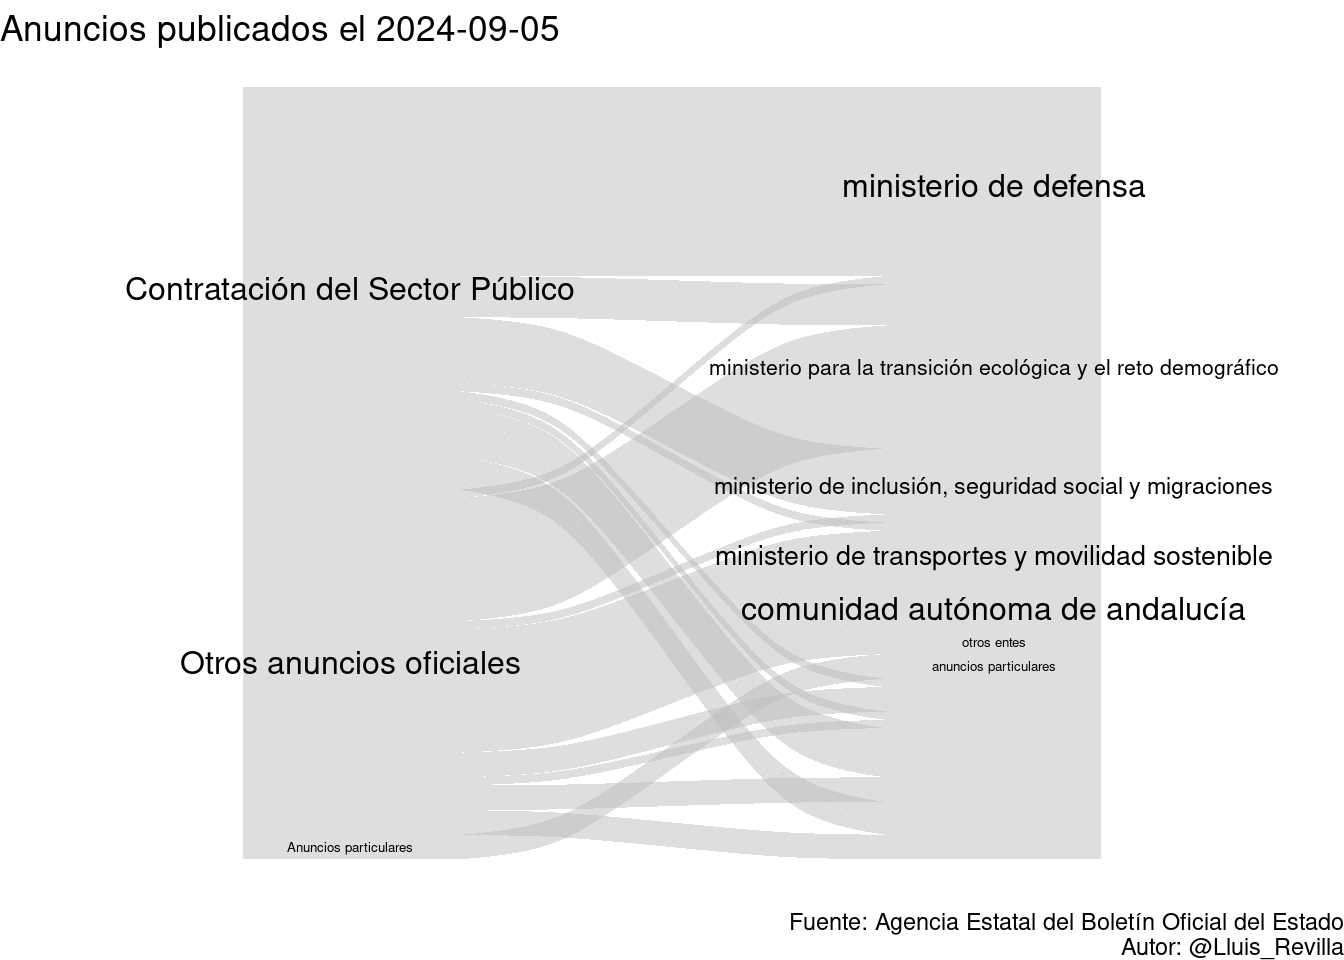 Anuncios publicados el 2024-09-05
ministerio de defensa
Contratación del Sector Público
ministerio para la transición ecológica y el reto demográfico
ministerio de inclusión, seguridad social y migraciones
ministerio de transportes y movilidad sostenible
comunidad autónoma de andalucía
otros entes
Otros anuncios oficiales
anuncios particulares
Anuncios particulares
Fuente: Agencia Estatal del Boletín Oficial del Estado
Autor: @Lluis_Revilla